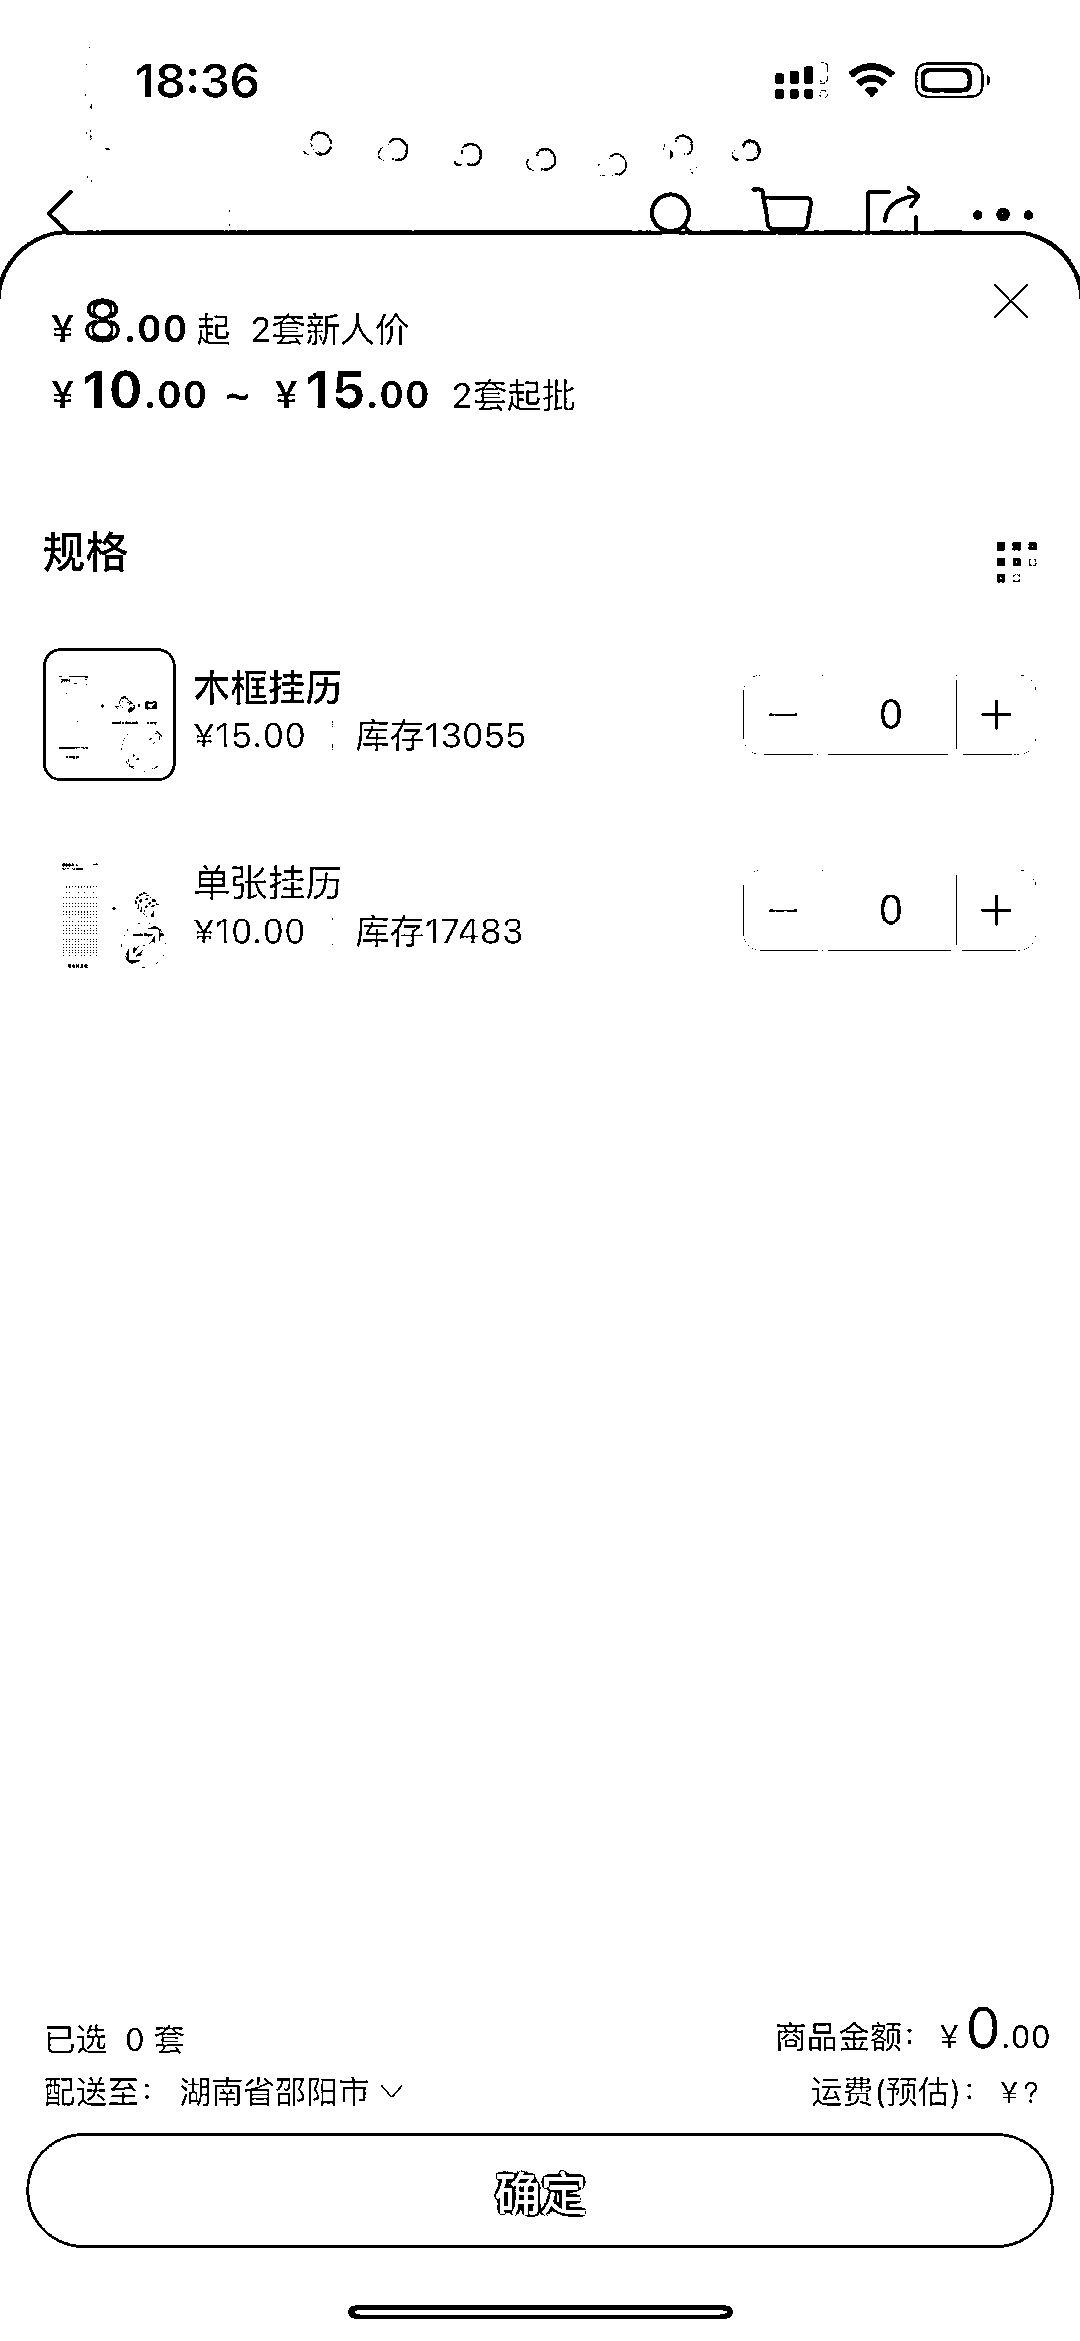 18:36
¥8.00 起 2套新人价
¥10.00 ~ ¥15.00 2套起批
规格
木框挂历
¥15.00 库存13055
0
单张挂历
¥10.00 库存17483
0
已选 0 套
商品金额: ¥0.00
配送至: 湖南省邵阳市
运费(预估): ¥?
确定